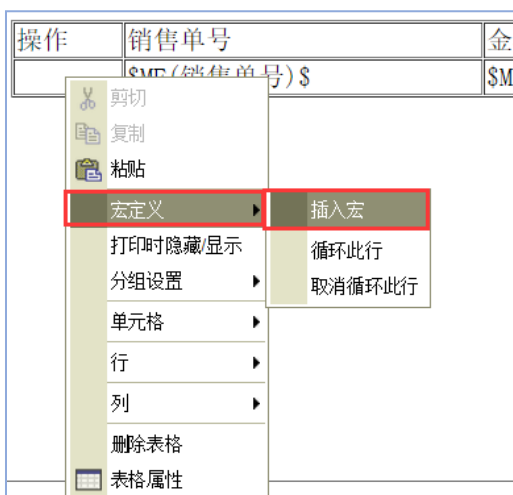 操作 销售单号 金
$MF(销售单号)$ $M
剪切
复制
粘贴
宏定义 插入宏
打印时隐藏/显示 循环此行
分组设置 取消循环此行
单元格
行
列
删除表格
表格属性